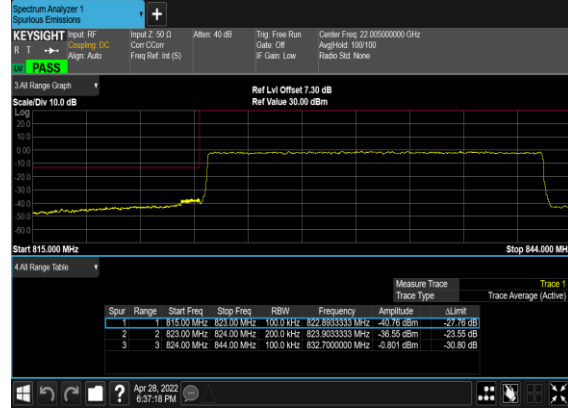 Spectrum Analyzer 1
Spurious Emissions
KEYSIGHT Input: RF Input Z: 50 Ω Atten: 40 dB Trig: Free Run Center Freq: 22.005000000 GHz
R T Coupling: DC Corr CCorr Gate: Off Avg|Hold: 100/100
Align: Auto Freq Ref: Int (S) IF Gain: Low Radio Std: None
PASS
3 All Range Graph
Ref Lvl Offset 7.30 dB
Scale/Div 10.0 dB Ref Value 30.00 dBm
Log
20.0
10.0
0.00
-10.0
-20.0
-30.0
-40.0
-50.0
-60.0
Start 815.000 MHz Stop 844.000 MH
4 All Range Table
Measure Trace Trace 1
Trace Type Trace Average (Active)
Spur Range Start Freq Stop Freq RBW Frequency Amplitude ΔLimit
1 1 815.00 MHz 823.00 MHz 100.0 kHz 822.8933333 MHz -40.76 dBm -27.76 dB
2 2 823.00 MHz 824.00 MHz 200.0 kHz 823.9033333 MHz -36.55 dBm -23.55 dB
3 3 824.00 MHz 844.00 MHz 100.0 kHz 832.7000000 MHz -0.801 dBm -30.80 dB
? Apr 28, 2022
6:37:18 PM